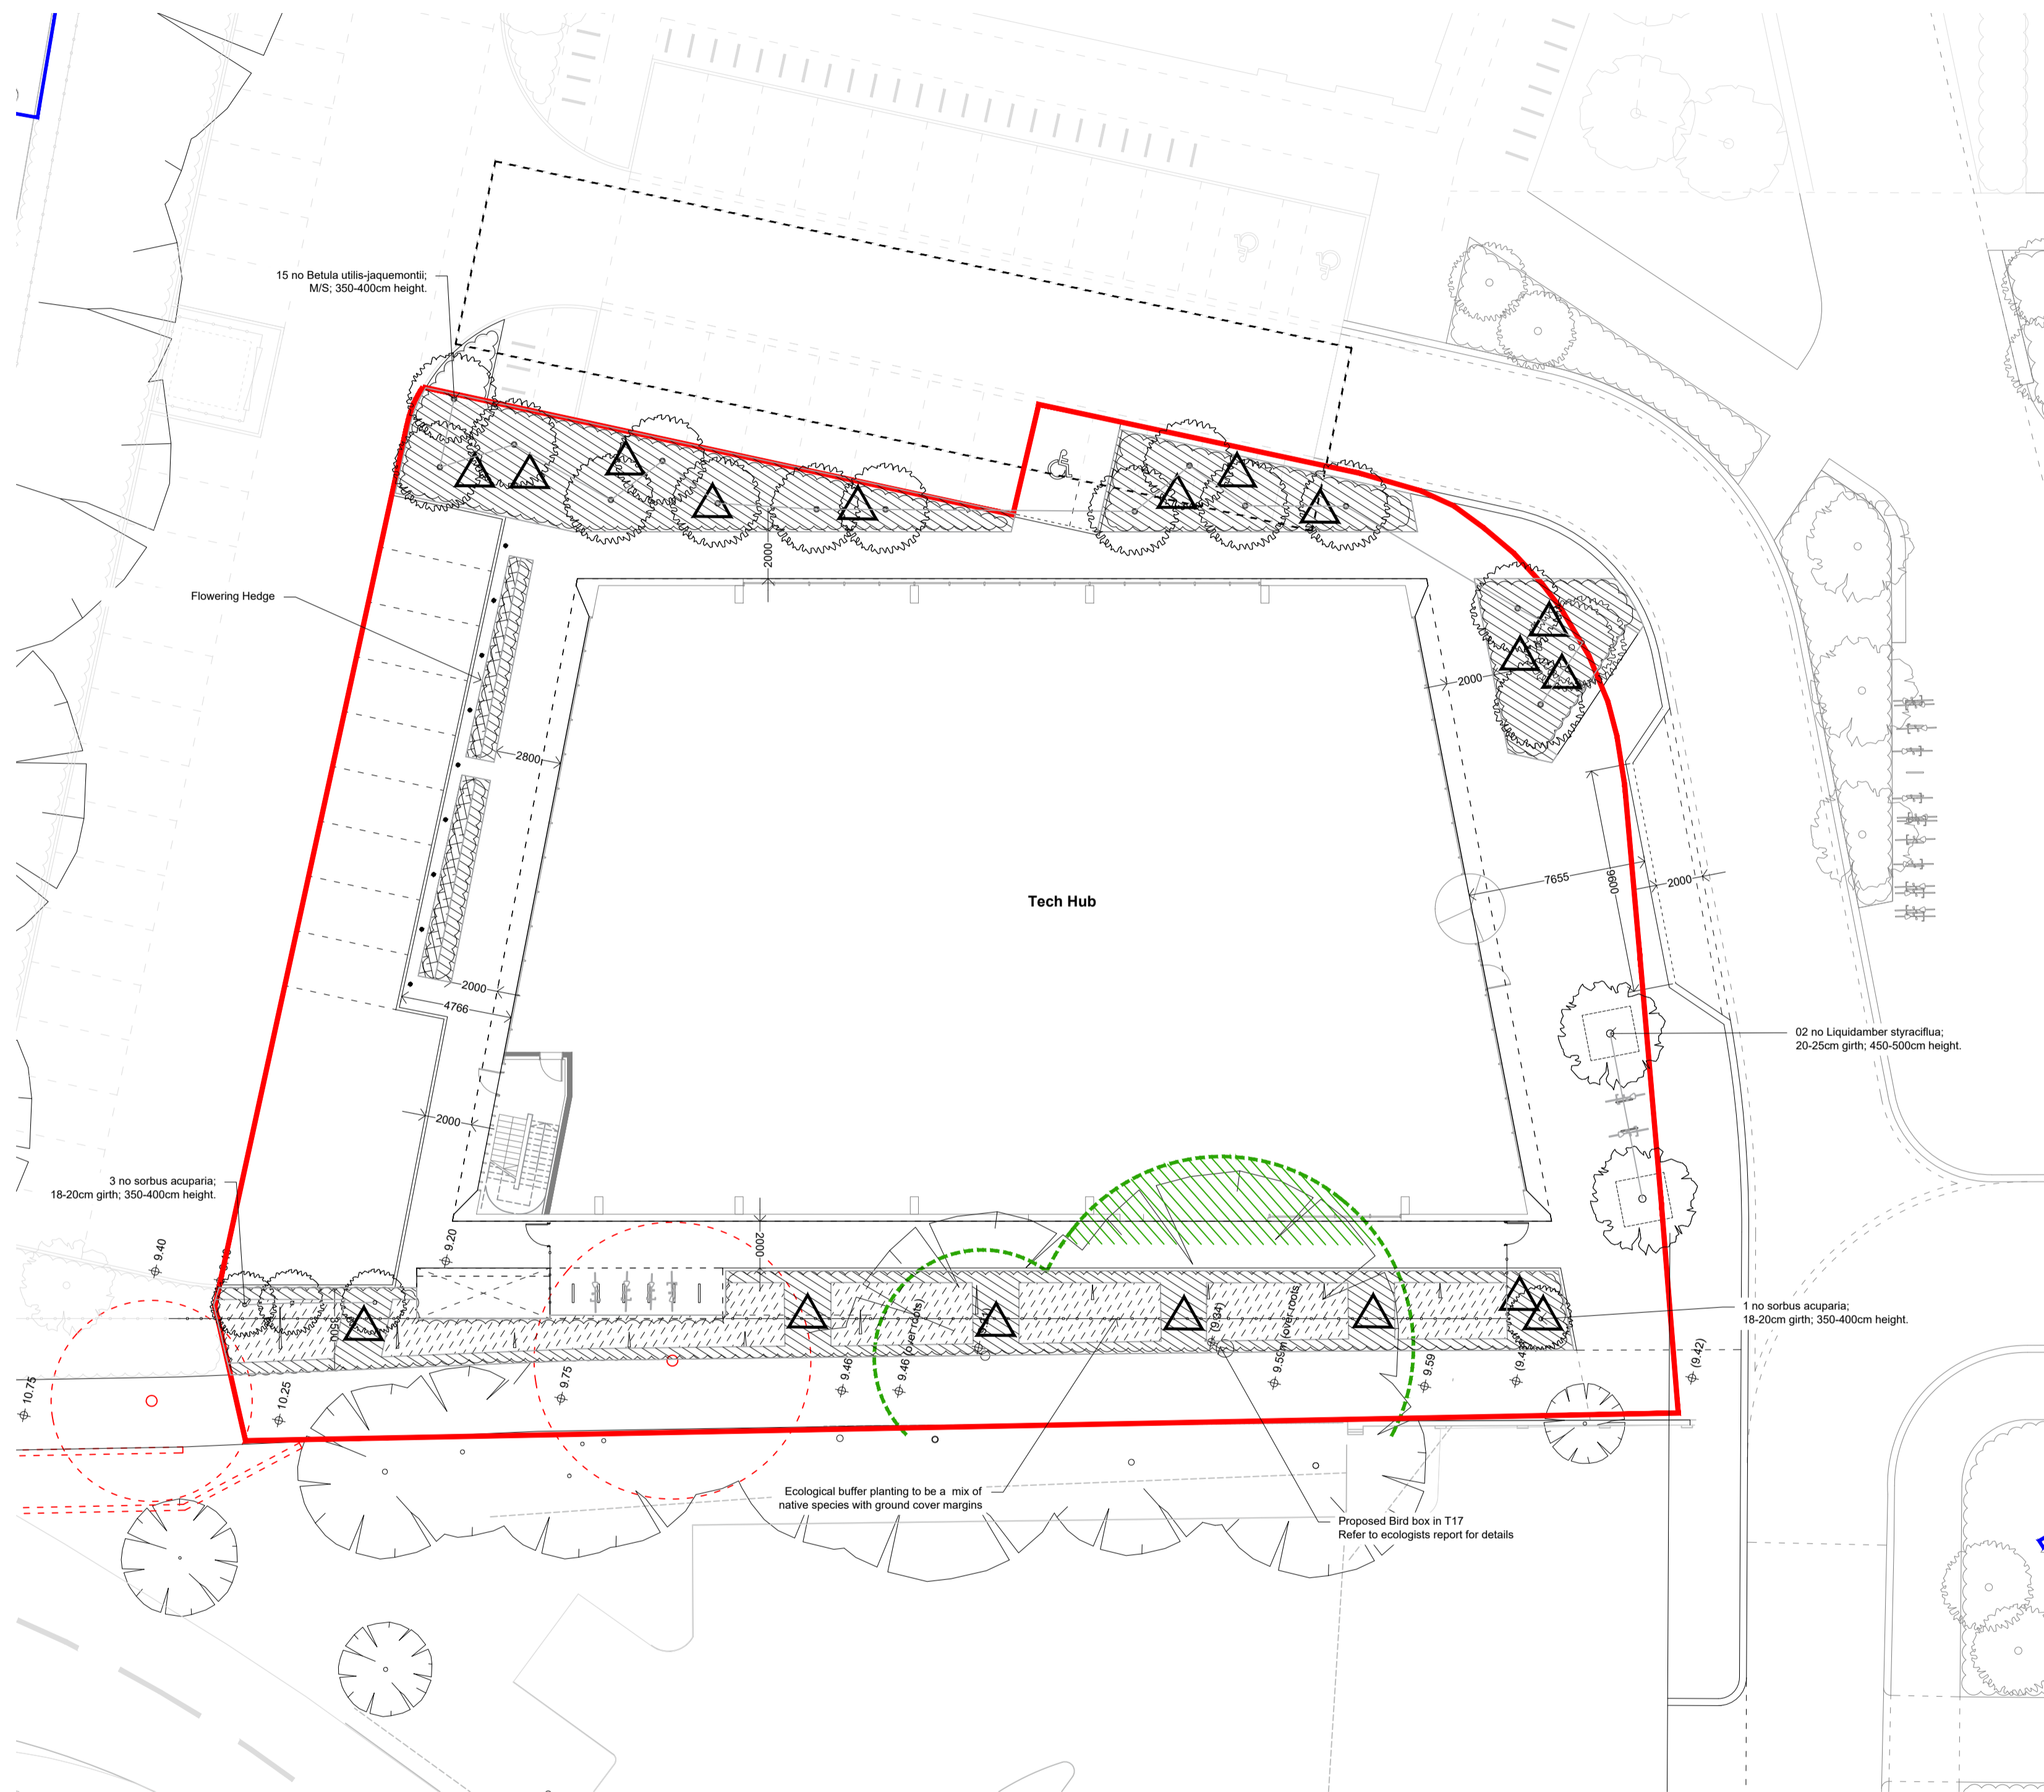 15 no Betula utilis-jaquemontii;
M/S; 350-400cm height.
2000
Flowering Hedge
2000
2800
Tech Hub
7655
9600
2000
2000
4766
02 no Liquidamber styraciflua;
20-25cm girth; 450-500cm height.
2000
3 no sorbus acuparia;
18-20cm girth; 350-400cm height.
9.40
9.20
2000
1 no sorbus acuparia;
18-20cm girth; 350-400cm height.
3500
(9.34)
10.75
10.25
9.75
9.46
9.46 (over roots)
9.59m (over roots)
9.59
(9.42)
Ecological buffer planting to be a mix of
native species with ground cover margins
Proposed Bird box in T17
Refer to ecologists report for details